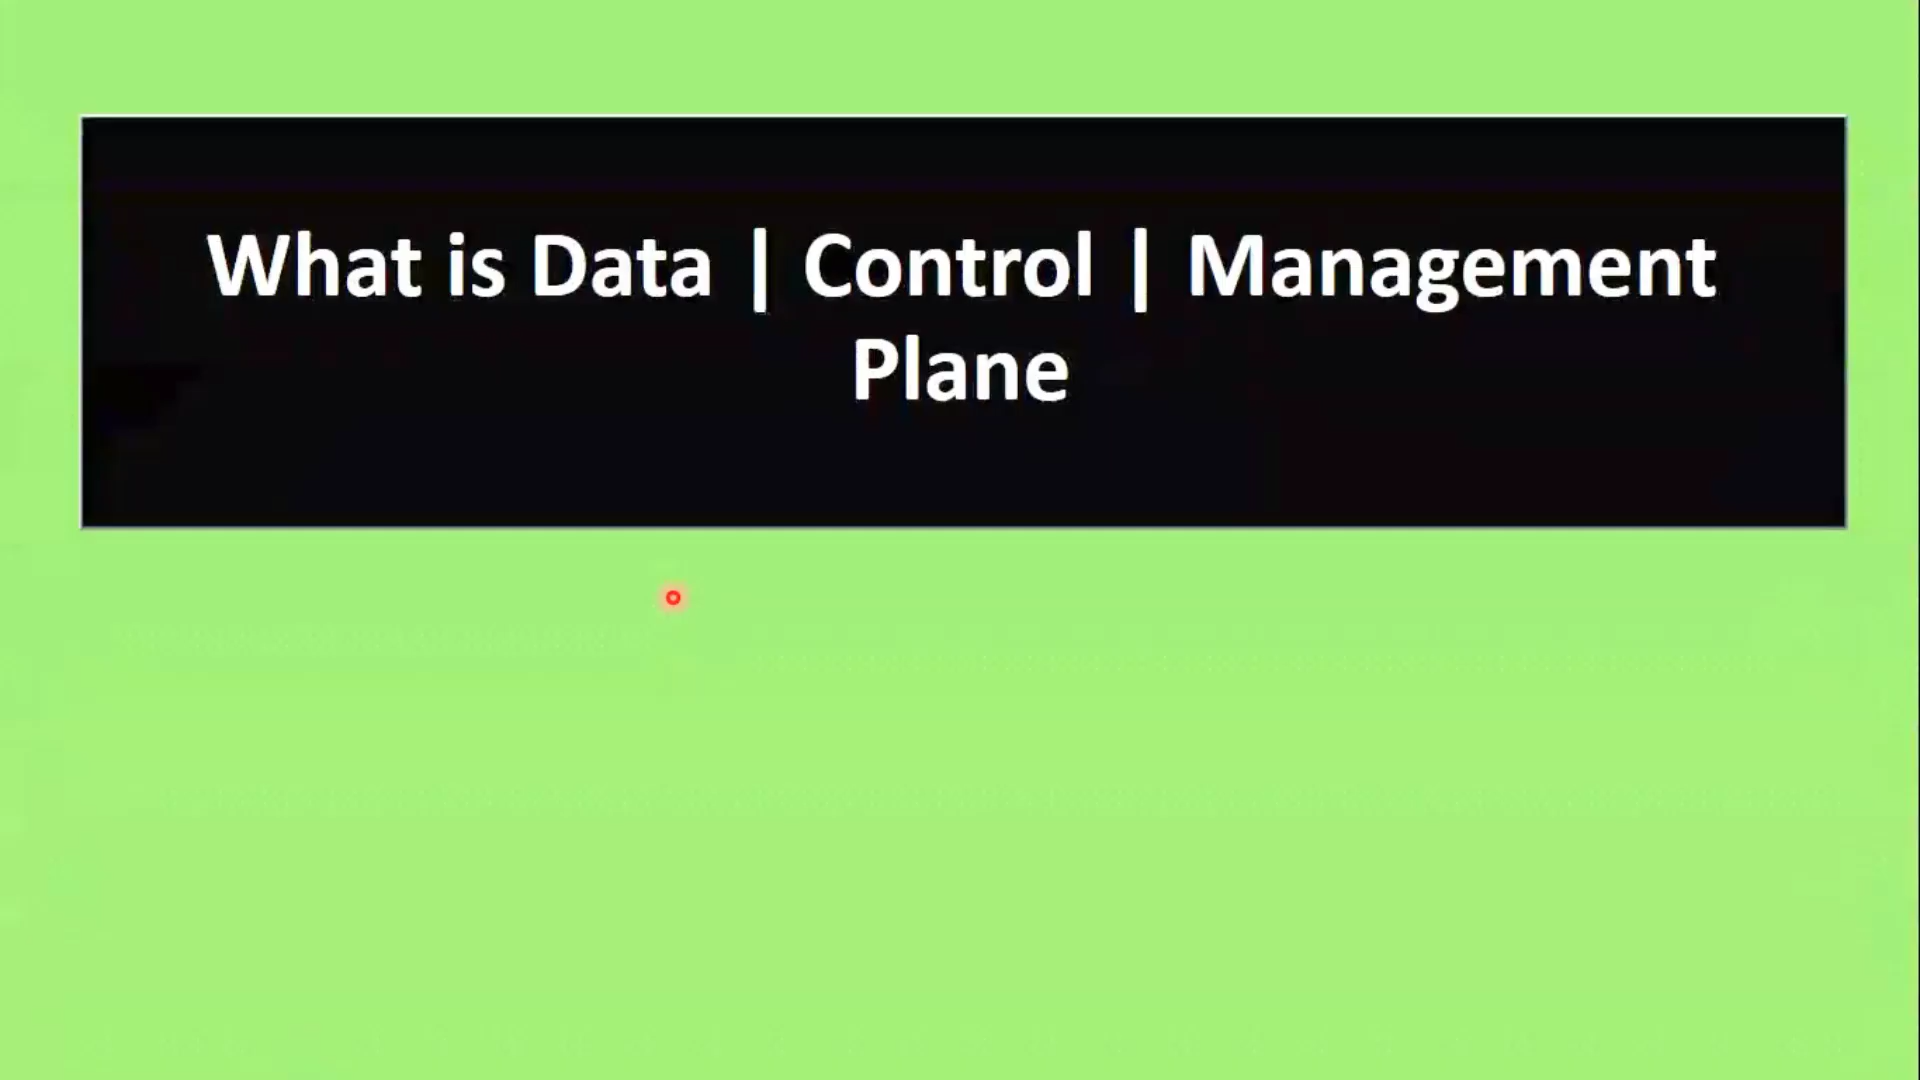 What is Data | Control | Management
Plane